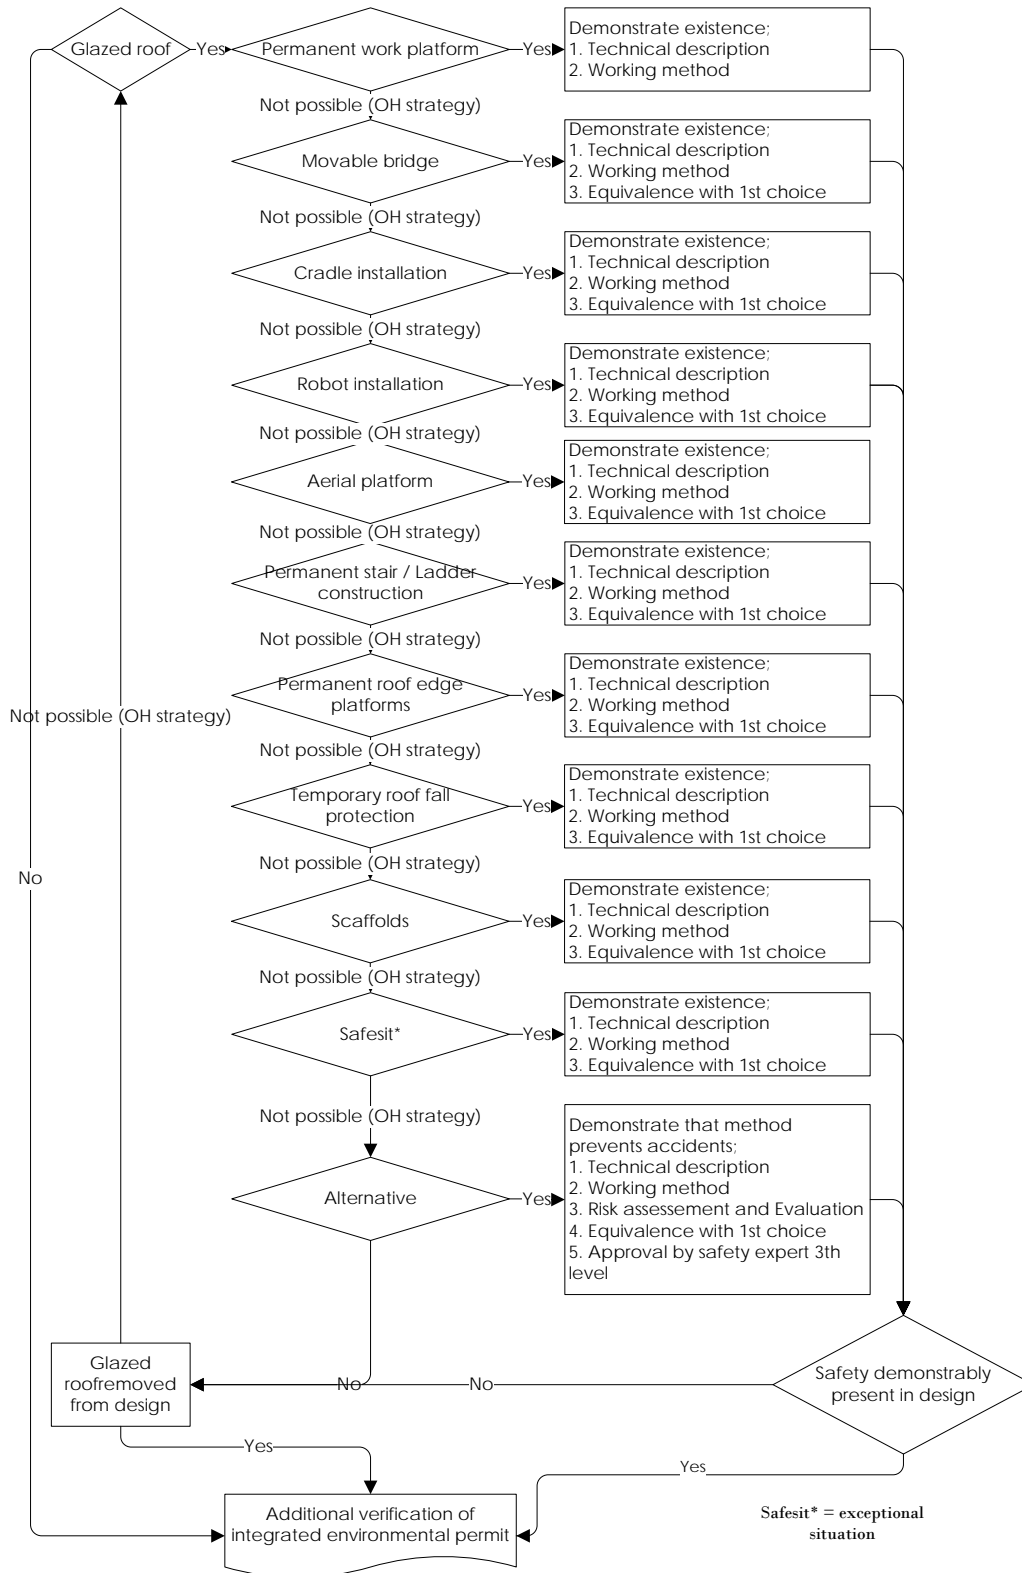 Glazed roof
Yes
Permanent work platform
Yes
Demonstrate existence;
1. Technical description
2. Working method
Not possible (OH strategy)
Movable bridge
Yes
Demonstrate existence;
1. Technical description
2. Working method
3. Equivalence with 1st choice
Not possible (OH strategy)
Cradle installation
Yes
Demonstrate existence;
1. Technical description
2. Working method
3. Equivalence with 1st choice
Not possible (OH strategy)
Robot installation
Yes
Demonstrate existence;
1. Technical description
2. Working method
3. Equivalence with 1st choice
Not possible (OH strategy)
Aerial platform
Yes
Demonstrate existence;
1. Technical description
2. Working method
3. Equivalence with 1st choice
Not possible (OH strategy)
Permanent stair / Ladder
construction
Yes
Demonstrate existence;
1. Technical description
2. Working method
3. Equivalence with 1st choice
Not possible (OH strategy)
Permanent roof edge
platforms
Yes
Demonstrate existence;
1. Technical description
2. Working method
3. Equivalence with 1st choice
Not possible (OH strategy)
Not possible (OH strategy)
Temporary roof fall
protection
Yes
Demonstrate existence;
1. Technical description
2. Working method
3. Equivalence with 1st choice
Not possible (OH strategy)
No
Scaffolds
Yes
Demonstrate existence;
1. Technical description
2. Working method
3. Equivalence with 1st choice
Not possible (OH strategy)
Safesit*
Yes
Demonstrate existence;
1. Technical description
2. Working method
3. Equivalence with 1st choice
Not possible (OH strategy)
Alternative
Yes
Demonstrate that method
prevents accidents;
1. Technical description
2. Working method
3. Risk assessement and Evaluation
4. Equivalence with 1st choice
5. Approval by safety expert 3th
level
Glazed
roofremoved
from design
No
No
Safety demonstrably
present in design
Yes
Yes
Additional verification of
integrated environmental permit
Safesit* = exceptional
situation